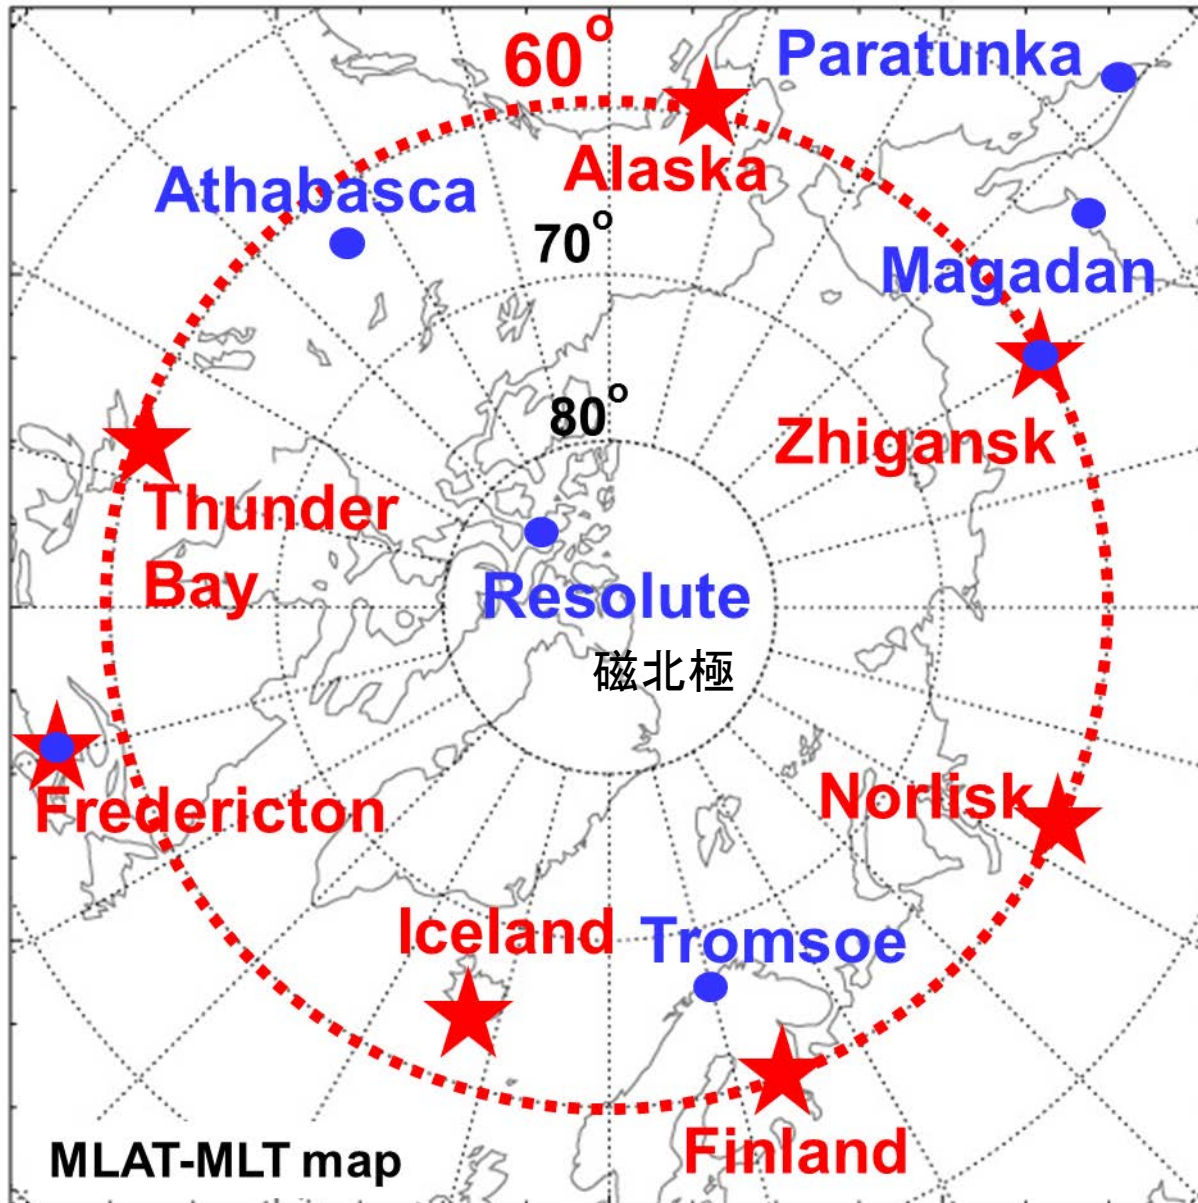 60°
Paratunka
Alaska
Athabasca
70°
Magadan
80°
Zhigansk
Thunder
Bay
Resolute
磁北極
Norlisk
Fredericton
Iceland
Tromsoe
Finland
MLAT-MLT map